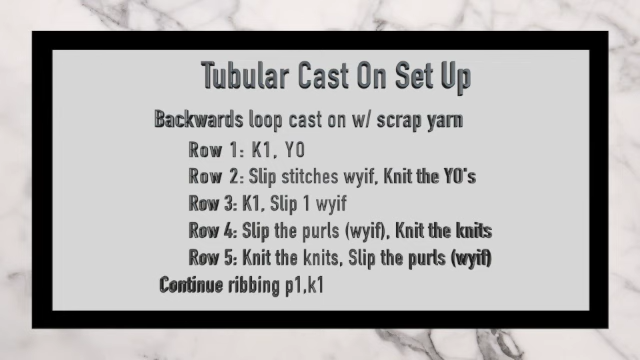 Tubular Cast On Set Up
Backwards loop cast on w/ scrap yarn
Row 1: K1, YO
Row 2: Slip stitches wyif, Knit the YO's
Row 3: K1, Slip 1 wyif
Row 4: Slip the purls (wyif), Knit the knits
Row 5: Knit the knits, Slip the purls (wyif)
Continue ribbing p1,k1